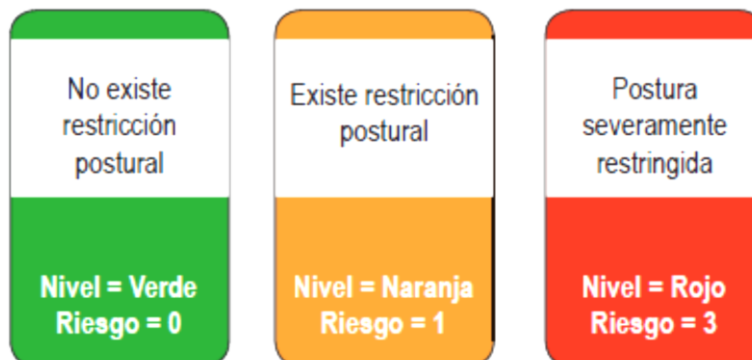 No existe
restricción
postural
Nivel = Verde
Riesgo = 0
Existe restricción
postural
Nivel = Naranja
Riesgo = 1
Postura
severamente
restringida
Nivel = Rojo
Riesgo = 3